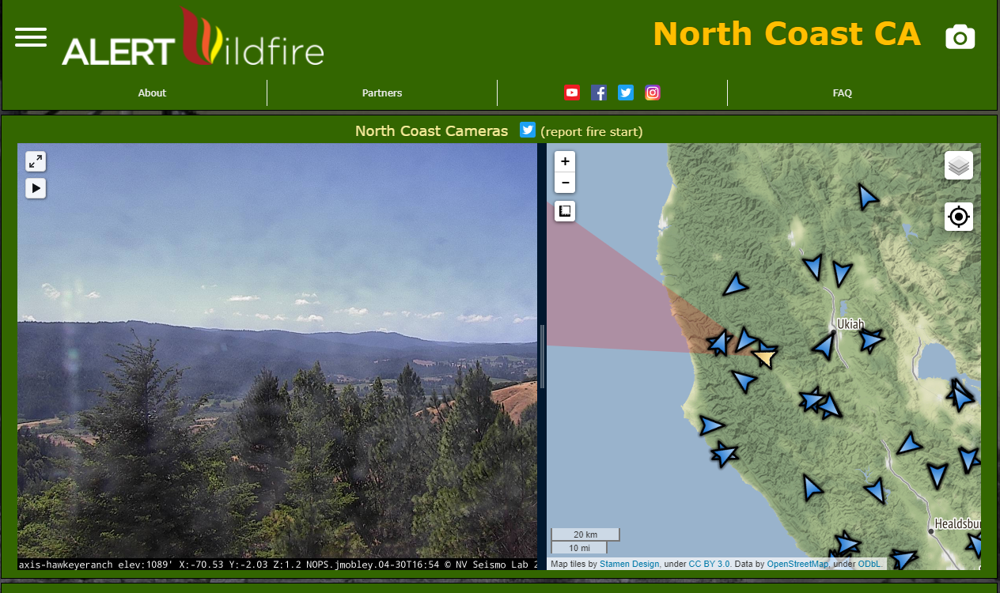 ALERT Wildfire
North Coast CA
About
Partners
FAQ
North Coast Cameras (report fire start)
+
−
Ukiah
Healdsbur
20 km
10 mi
axis-hawkeyeranch elev:1089' X:-70.53 Y:-2.03 Z:1.2 NOPS.jmobley.04-30T16:54 © NV Seismo Lab 2
Map tiles by Stamen Design, under CC BY 3.0. Data by OpenStreetMap, under ODbL.